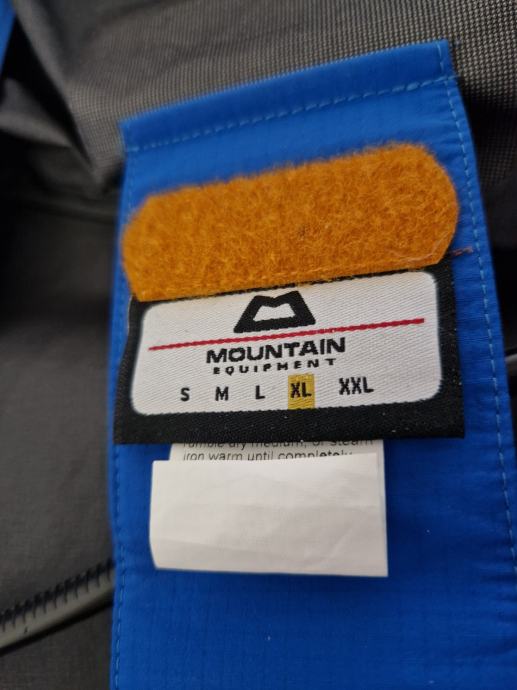 MOUNTAIN
EQUIPMENT
S M L XL XXL
tumble dry medium, or steam
iron warm until completely